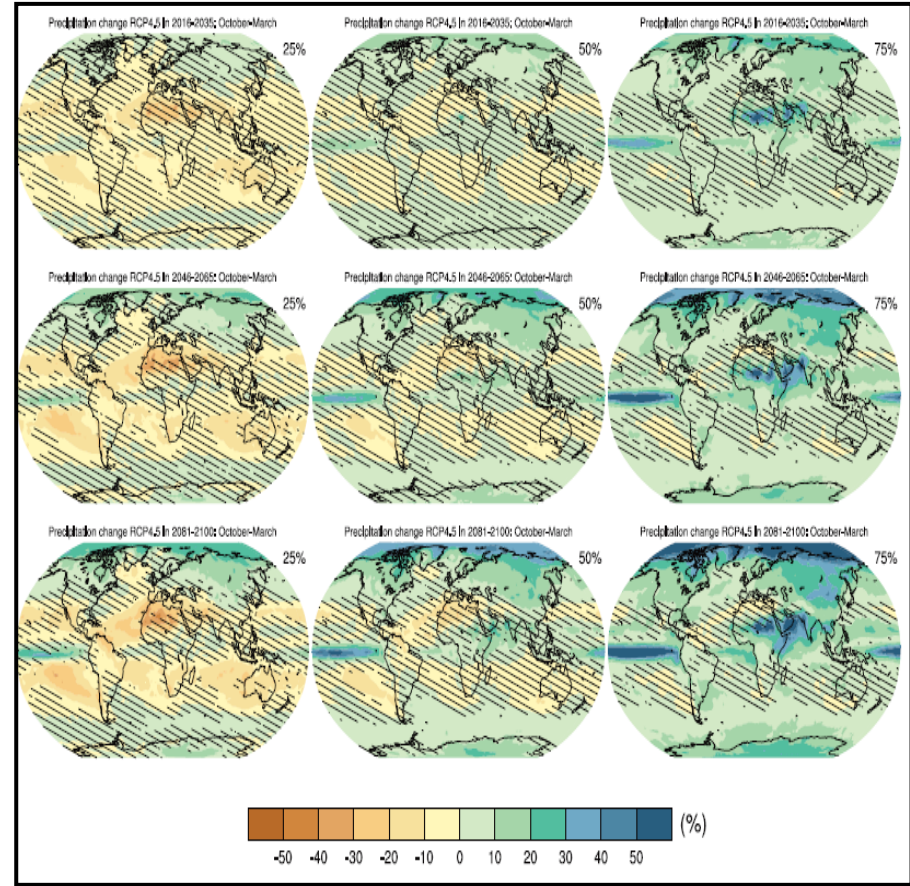 Precipitation change RCP4.5 in 2016-2035: October-March
25%
Precipitation change RCP4.5 in 2016-2035: October-March
50%
Precipitation change RCP4.5 in 2016-2035: October-March
75%
Precipitation change RCP4.5 in 2046-2065: October-March
25%
Precipitation change RCP4.5 in 2046-2065: October-March
50%
Precipitation change RCP4.5 in 2046-2065: October-March
75%
Precipitation change RCP4.5 in 2081-2100: October-March
25%
Precipitation change RCP4.5 in 2081-2100: October-March
50%
Precipitation change RCP4.5 in 2081-2100: October-March
75%
(%)
-50 -40 -30 -20 -10 0 10 20 30 40 50